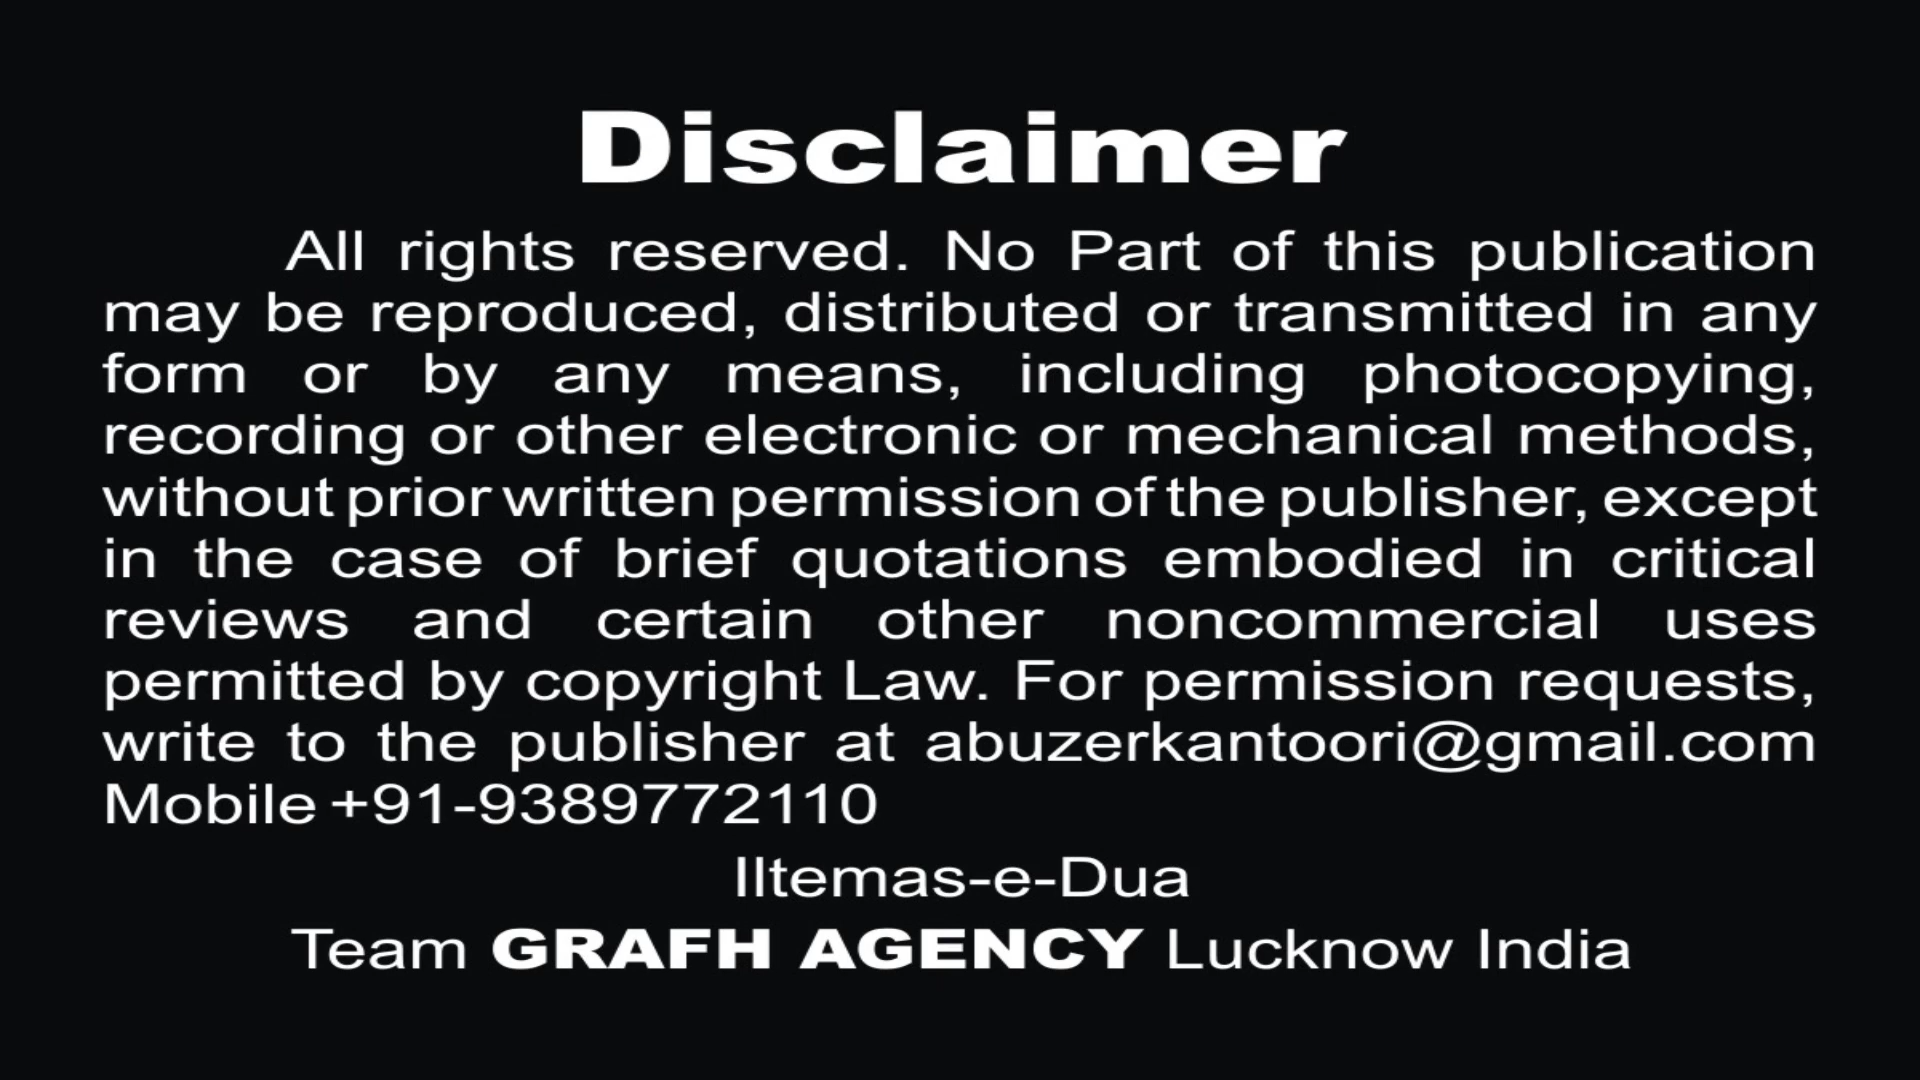 Disclaimer
All rights reserved. No Part of this publication
may be reproduced, distributed or transmitted in any
form or by any means, including photocopying,
recording or other electronic or mechanical methods,
without prior written permission of the publisher, except
in the case of brief quotations embodied in critical
reviews and certain other noncommercial uses
permitted by copyright Law. For permission requests,
write to the publisher at abuzerkantoori@gmail.com
Mobile +91-9389772110
Iltemas-e-Dua
Team GRAFH AGENCY Lucknow India